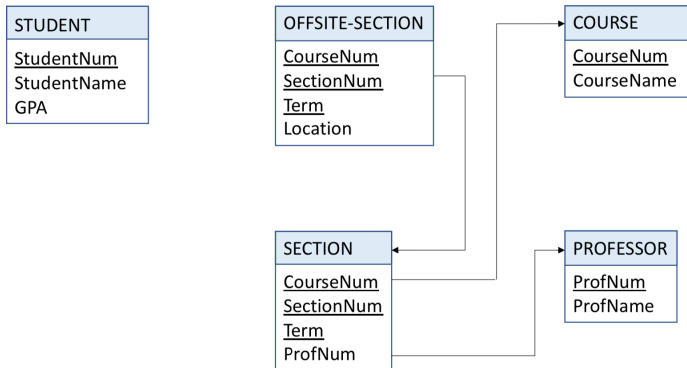 STUDENT
StudentNum
StudentName
GPA
OFFSITE-SECTION
CourseNum
SectionNum
Term
Location
COURSE
CourseNum
CourseName
SECTION
CourseNum
SectionNum
Term
ProfNum
PROFESSOR
ProfNum
ProfName